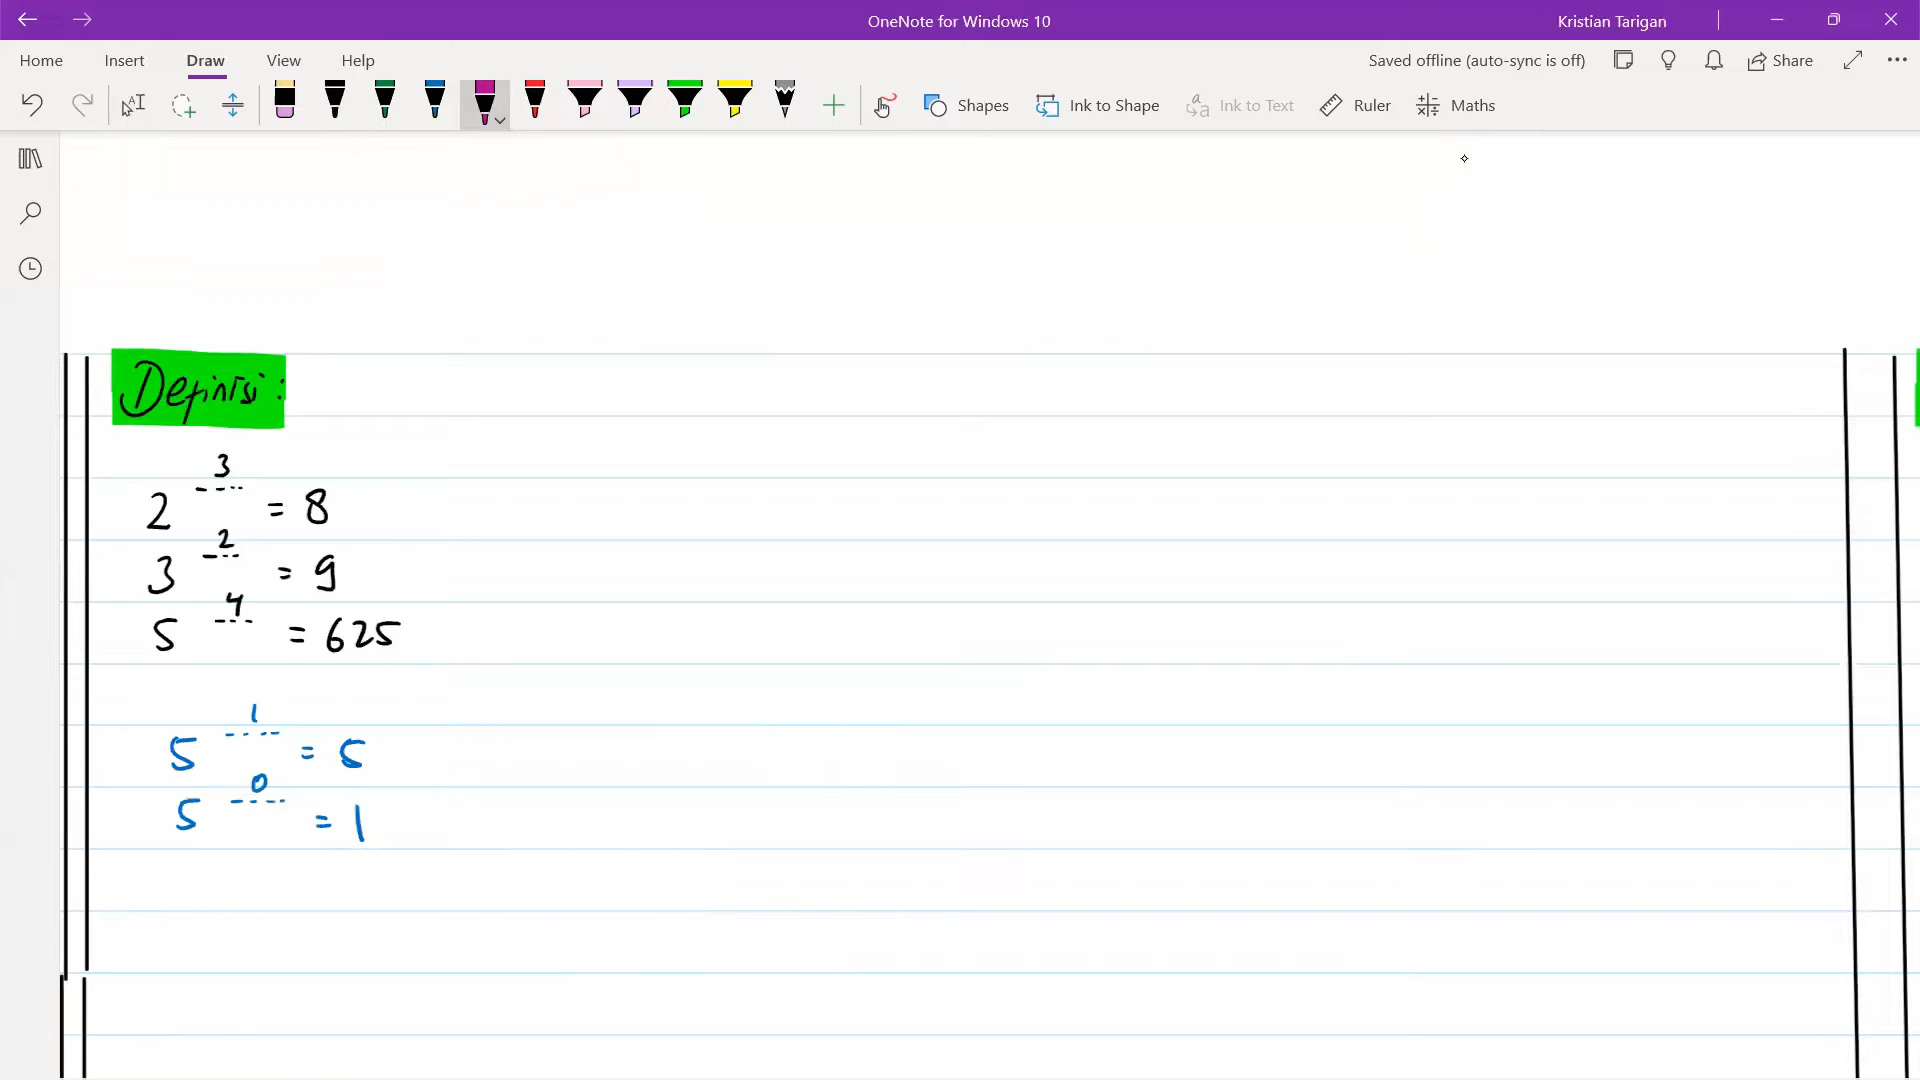 OneNote for Windows 10
Kristian Tarigan
Home Insert Draw View Help
Saved offline (auto-sync is off) Share
Shapes Ink to Shape Ink to Text Ruler Maths
Definisi :
2^3 = 8
3^2 = 9
5^4 = 625
5^1 = 5
5^0 = 1